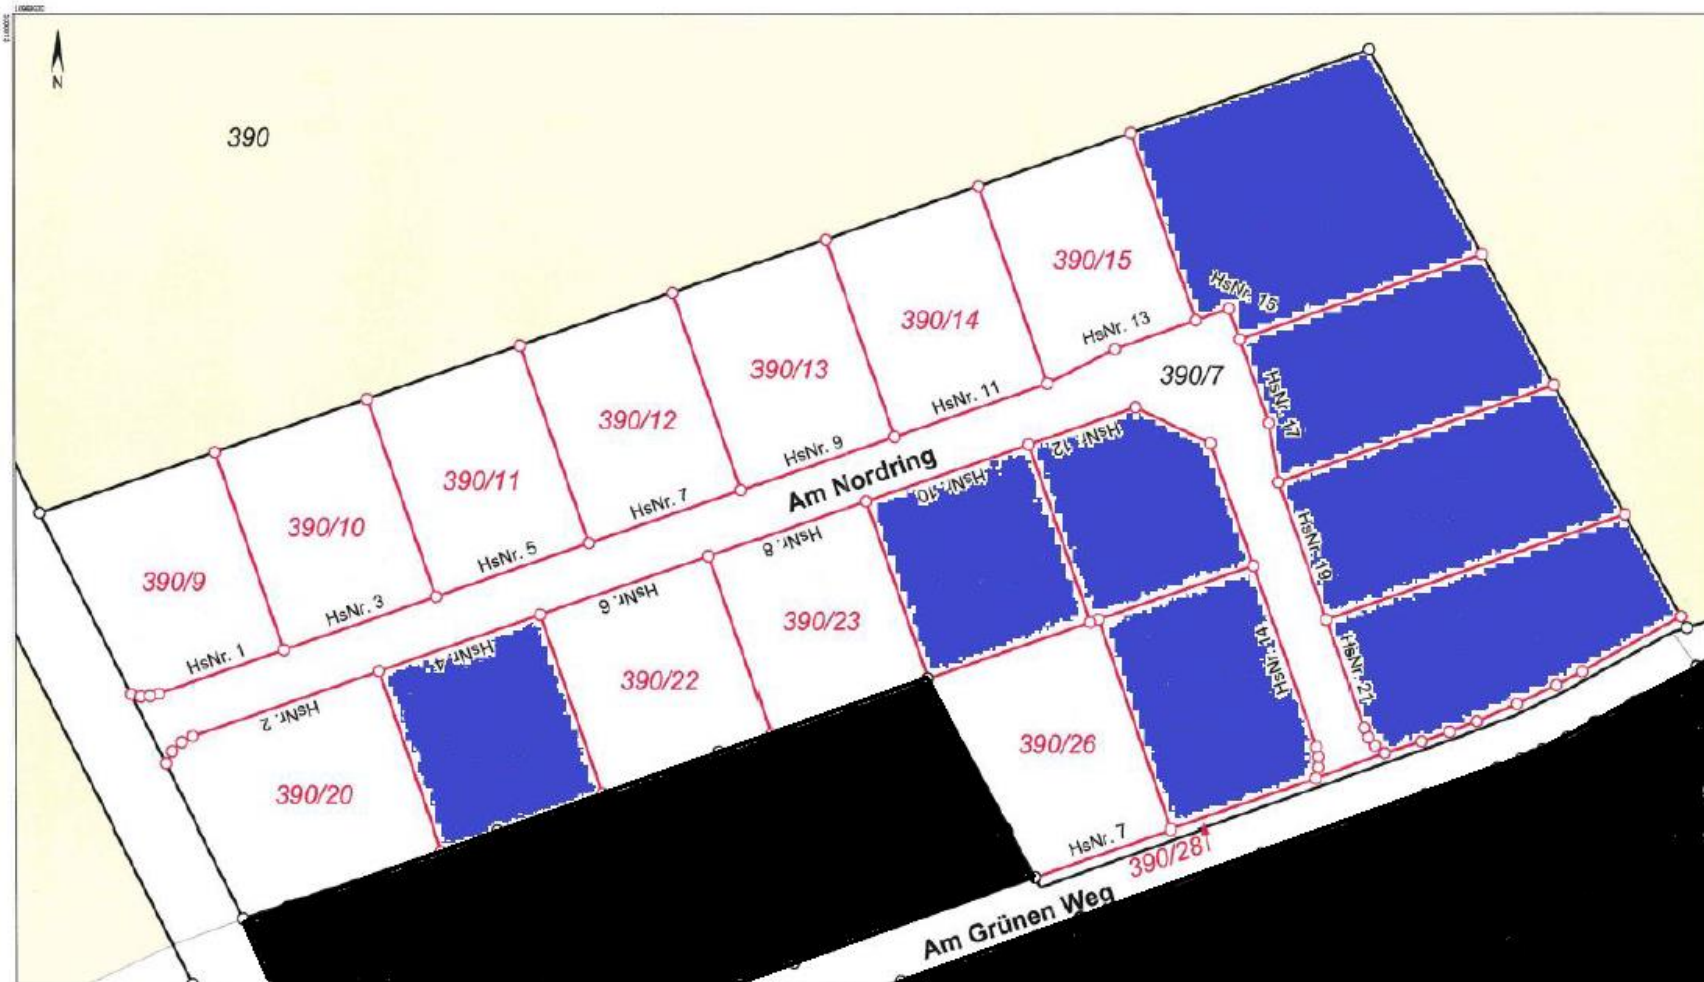 N
390
390/15
HsNr. 15
390/14
HsNr. 13
390/7
390/13
HsNr. 11
HsNr. 17
390/12
HsNr. 9
HsNr. 12
390/11
HsNr. 7
Am Nordring
HsNr. 10
390/10
HsNr. 5
HsNr. 8
HsNr. 19
390/9
HsNr. 3
HsNr. 6
390/23
HsNr. 1
HsNr. 4
390/22
HsNr. 14
HsNr. 21
HsNr. 2
390/26
390/20
HsNr. 7
390/28
Am Grünen Weg